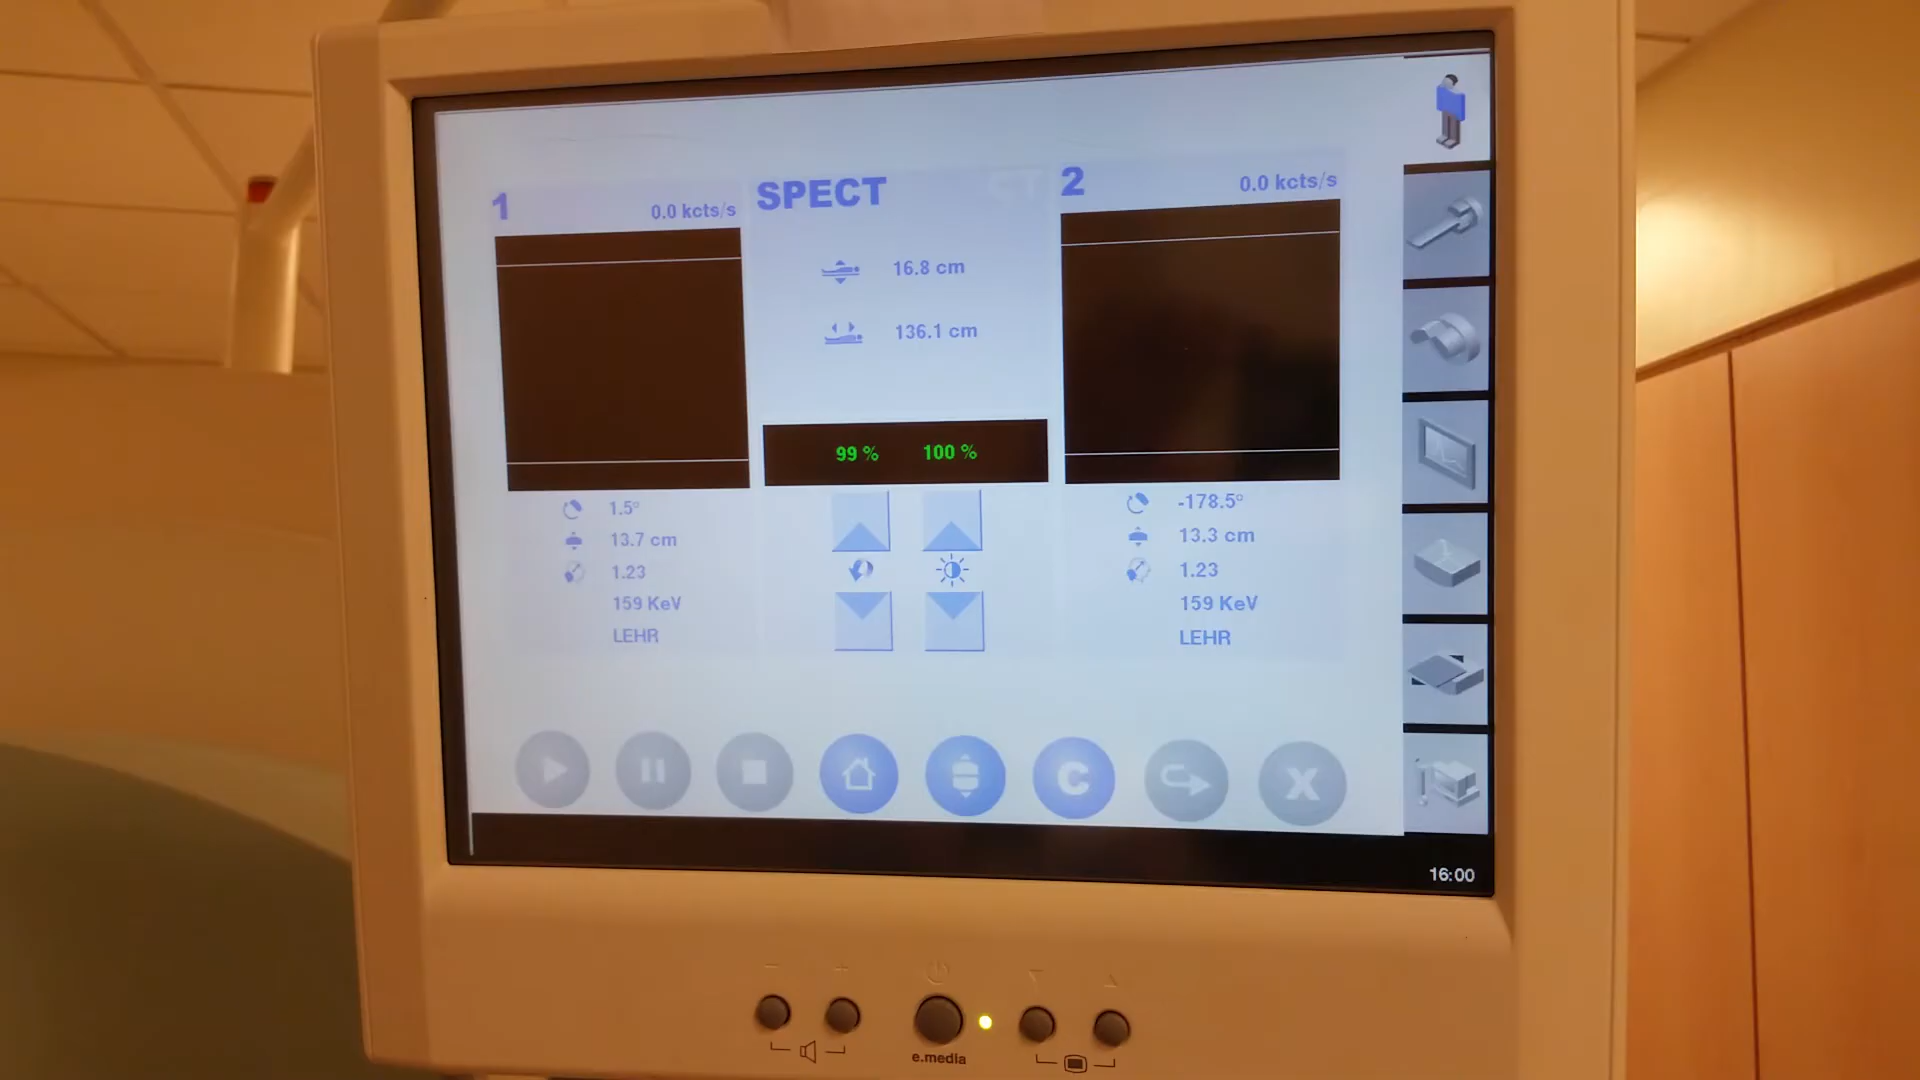 1
0.0 kcts/s
SPECT
CT
2
0.0 kcts/s
16.8 cm
136.1 cm
99 %
100 %
1.5°
13.7 cm
1.23
159 KeV
LEHR
-178.5°
13.3 cm
1.23
159 KeV
LEHR
C
X
16:00
- +
e.media